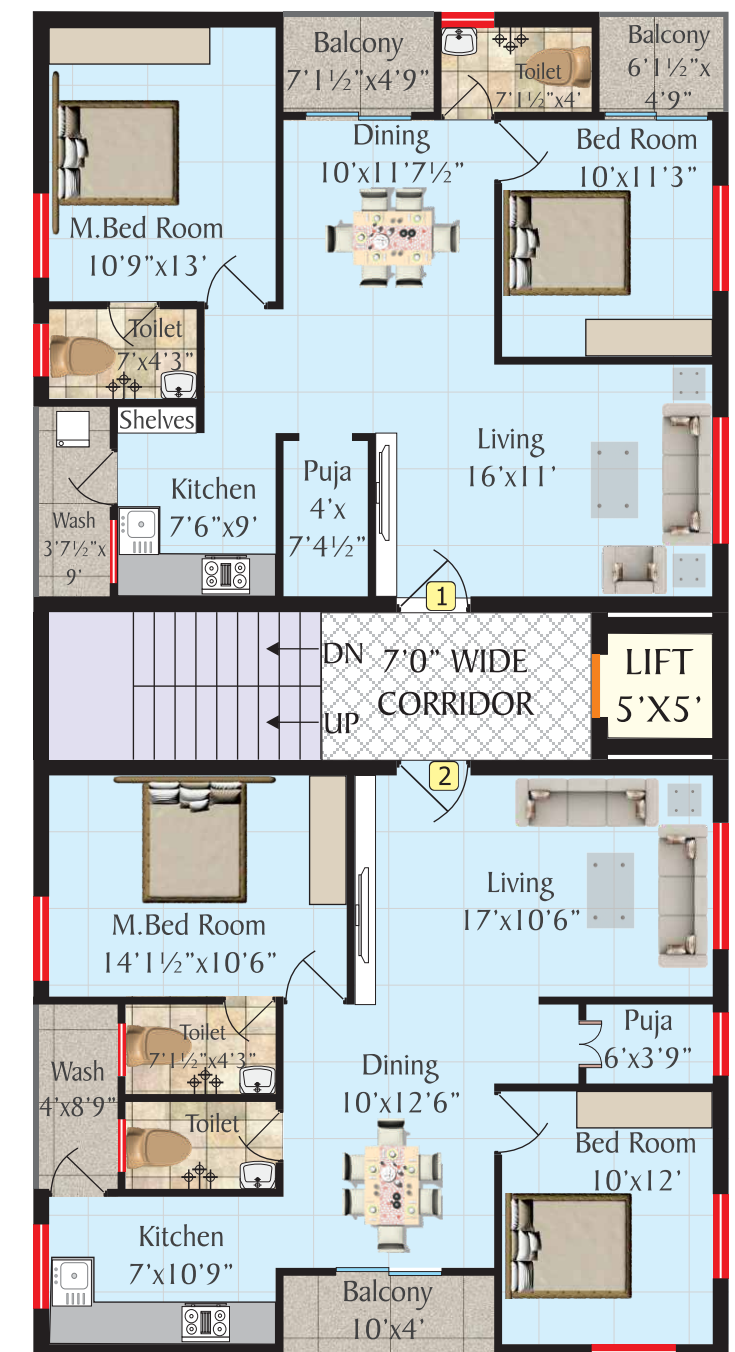 Balcony
7'1½"x4'9"
Toilet
7'1½"x4'
Balcony
6'1½"x
4'9"
Dining
10'x11'7½"
Bed Room
10'x11'3"
M.Bed Room
10'9"x13'
Toilet
7'x4'3"
Shelves
Living
16'x11'
Puja
4'x
7'4½"
Kitchen
7'6"x9'
Wash
3'7½"x
9'
1
DN
UP
7'0" WIDE
CORRIDOR
LIFT
5'X5'
2
Living
17'x10'6"
M.Bed Room
14'1½"x10'6"
Toilet
7'1½"x4'3"
Puja
6'x3'9"
Wash
4'x8'9"
Dining
10'x12'6"
Toilet
Bed Room
10'x12'
Kitchen
7'x10'9"
Balcony
10'x4'